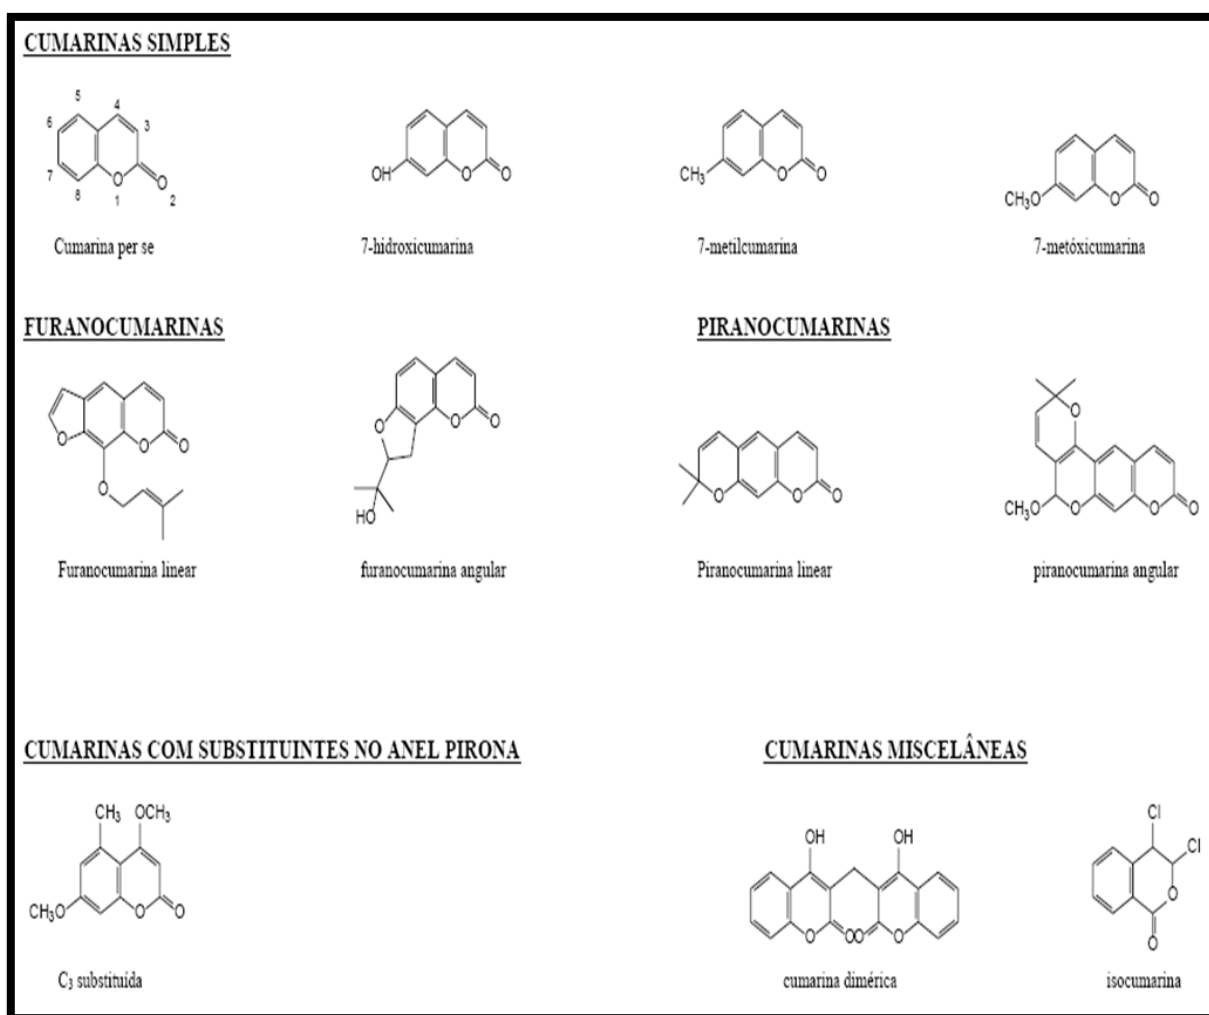 CUMARINAS SIMPLES
5
4
6
3
7
O
O
8
1
2
OH
O
O
CH3
O
O
CH3O
O
O
Cumarina per se
7-hidroxicumarina
7-metilcumarina
7-metóxicumarina
FURANOCUMARINAS
PIRANOCUMARINAS
O
O
O
O
O
O
O
HO
O
O
O
O
CH3O
O
O
O
Furanocumarina linear
furanocumarina angular
Piranocumarina linear
piranocumarina angular
CUMARINAS COM SUBSTITUINTES NO ANEL PIRONA
CUMARINAS MISCELÂNEAS
CH3
OCH3
CH3O
O
O
OH
OH
O
O
O
O
Cl
Cl
O
O
C3 substituída
cumarina dimérica
isocumarina